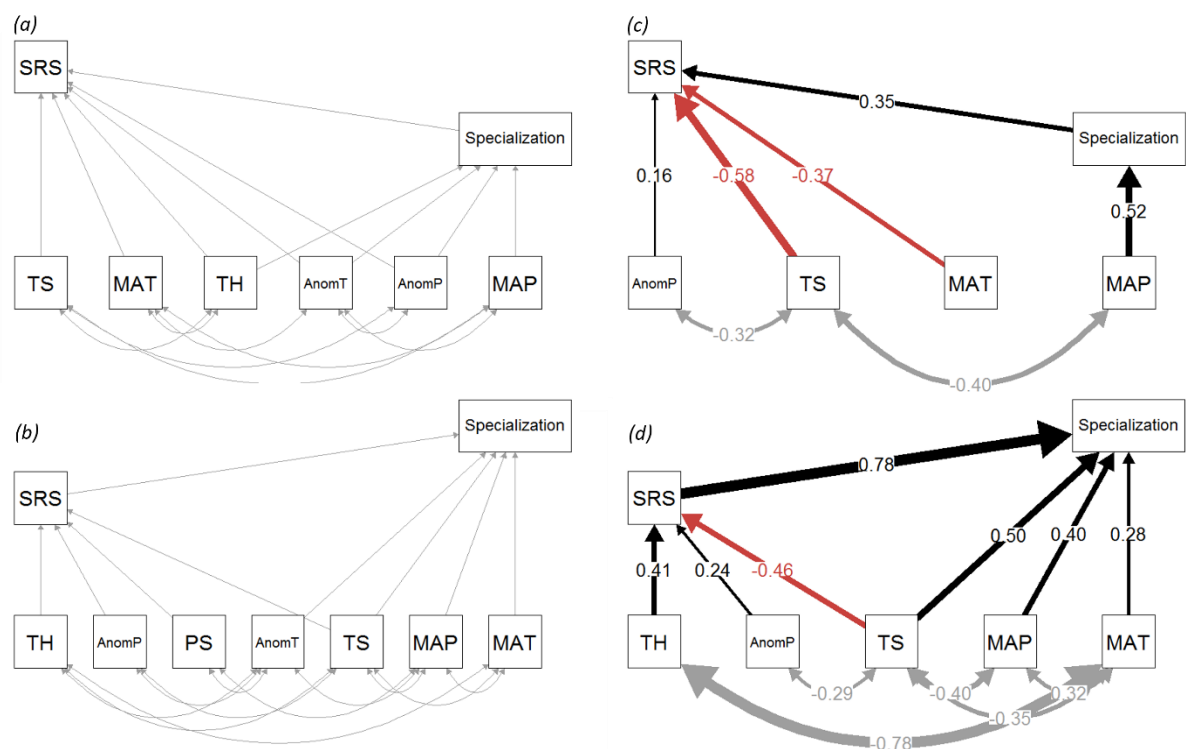 (a)
SRS
Specialization
TS MAT TH AnomT AnomP MAP
(c)
SRS
0.35
Specialization
0.16 -0.58 -0.37 0.52
AnomP TS MAT MAP
-0.32
-0.40
(b)
Specialization
SRS
TH AnomP PS AnomT TS MAP MAT
(d)
Specialization
0.78
SRS
0.41 0.24 -0.46 0.50 0.40 0.28
TH AnomP TS MAP MAT
-0.29 -0.40 0.32
-0.35
-0.78